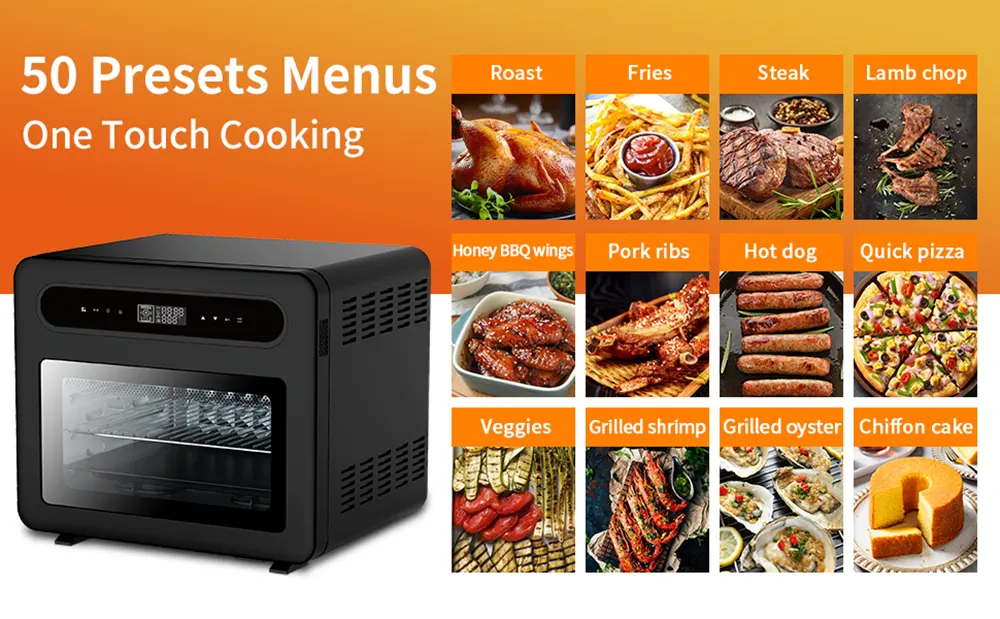 50 Presets Menus
One Touch Cooking
Roast
Fries
Steak
Lamb chop
Honey BBQ wings
Pork ribs
Hot dog
Quick pizza
Veggies
Grilled shrimp
Grilled oyster
Chiffon cake